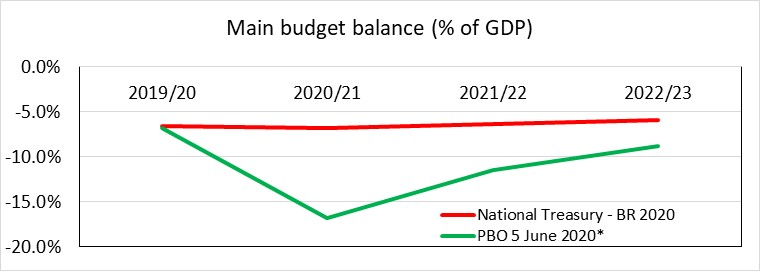 Main budget balance (% of GDP)
0.0%
2019/20 2020/21 2021/22 2022/23
-5.0%
-10.0%
-15.0%
National Treasury - BR 2020
PBO 5 June 2020*
-20.0%